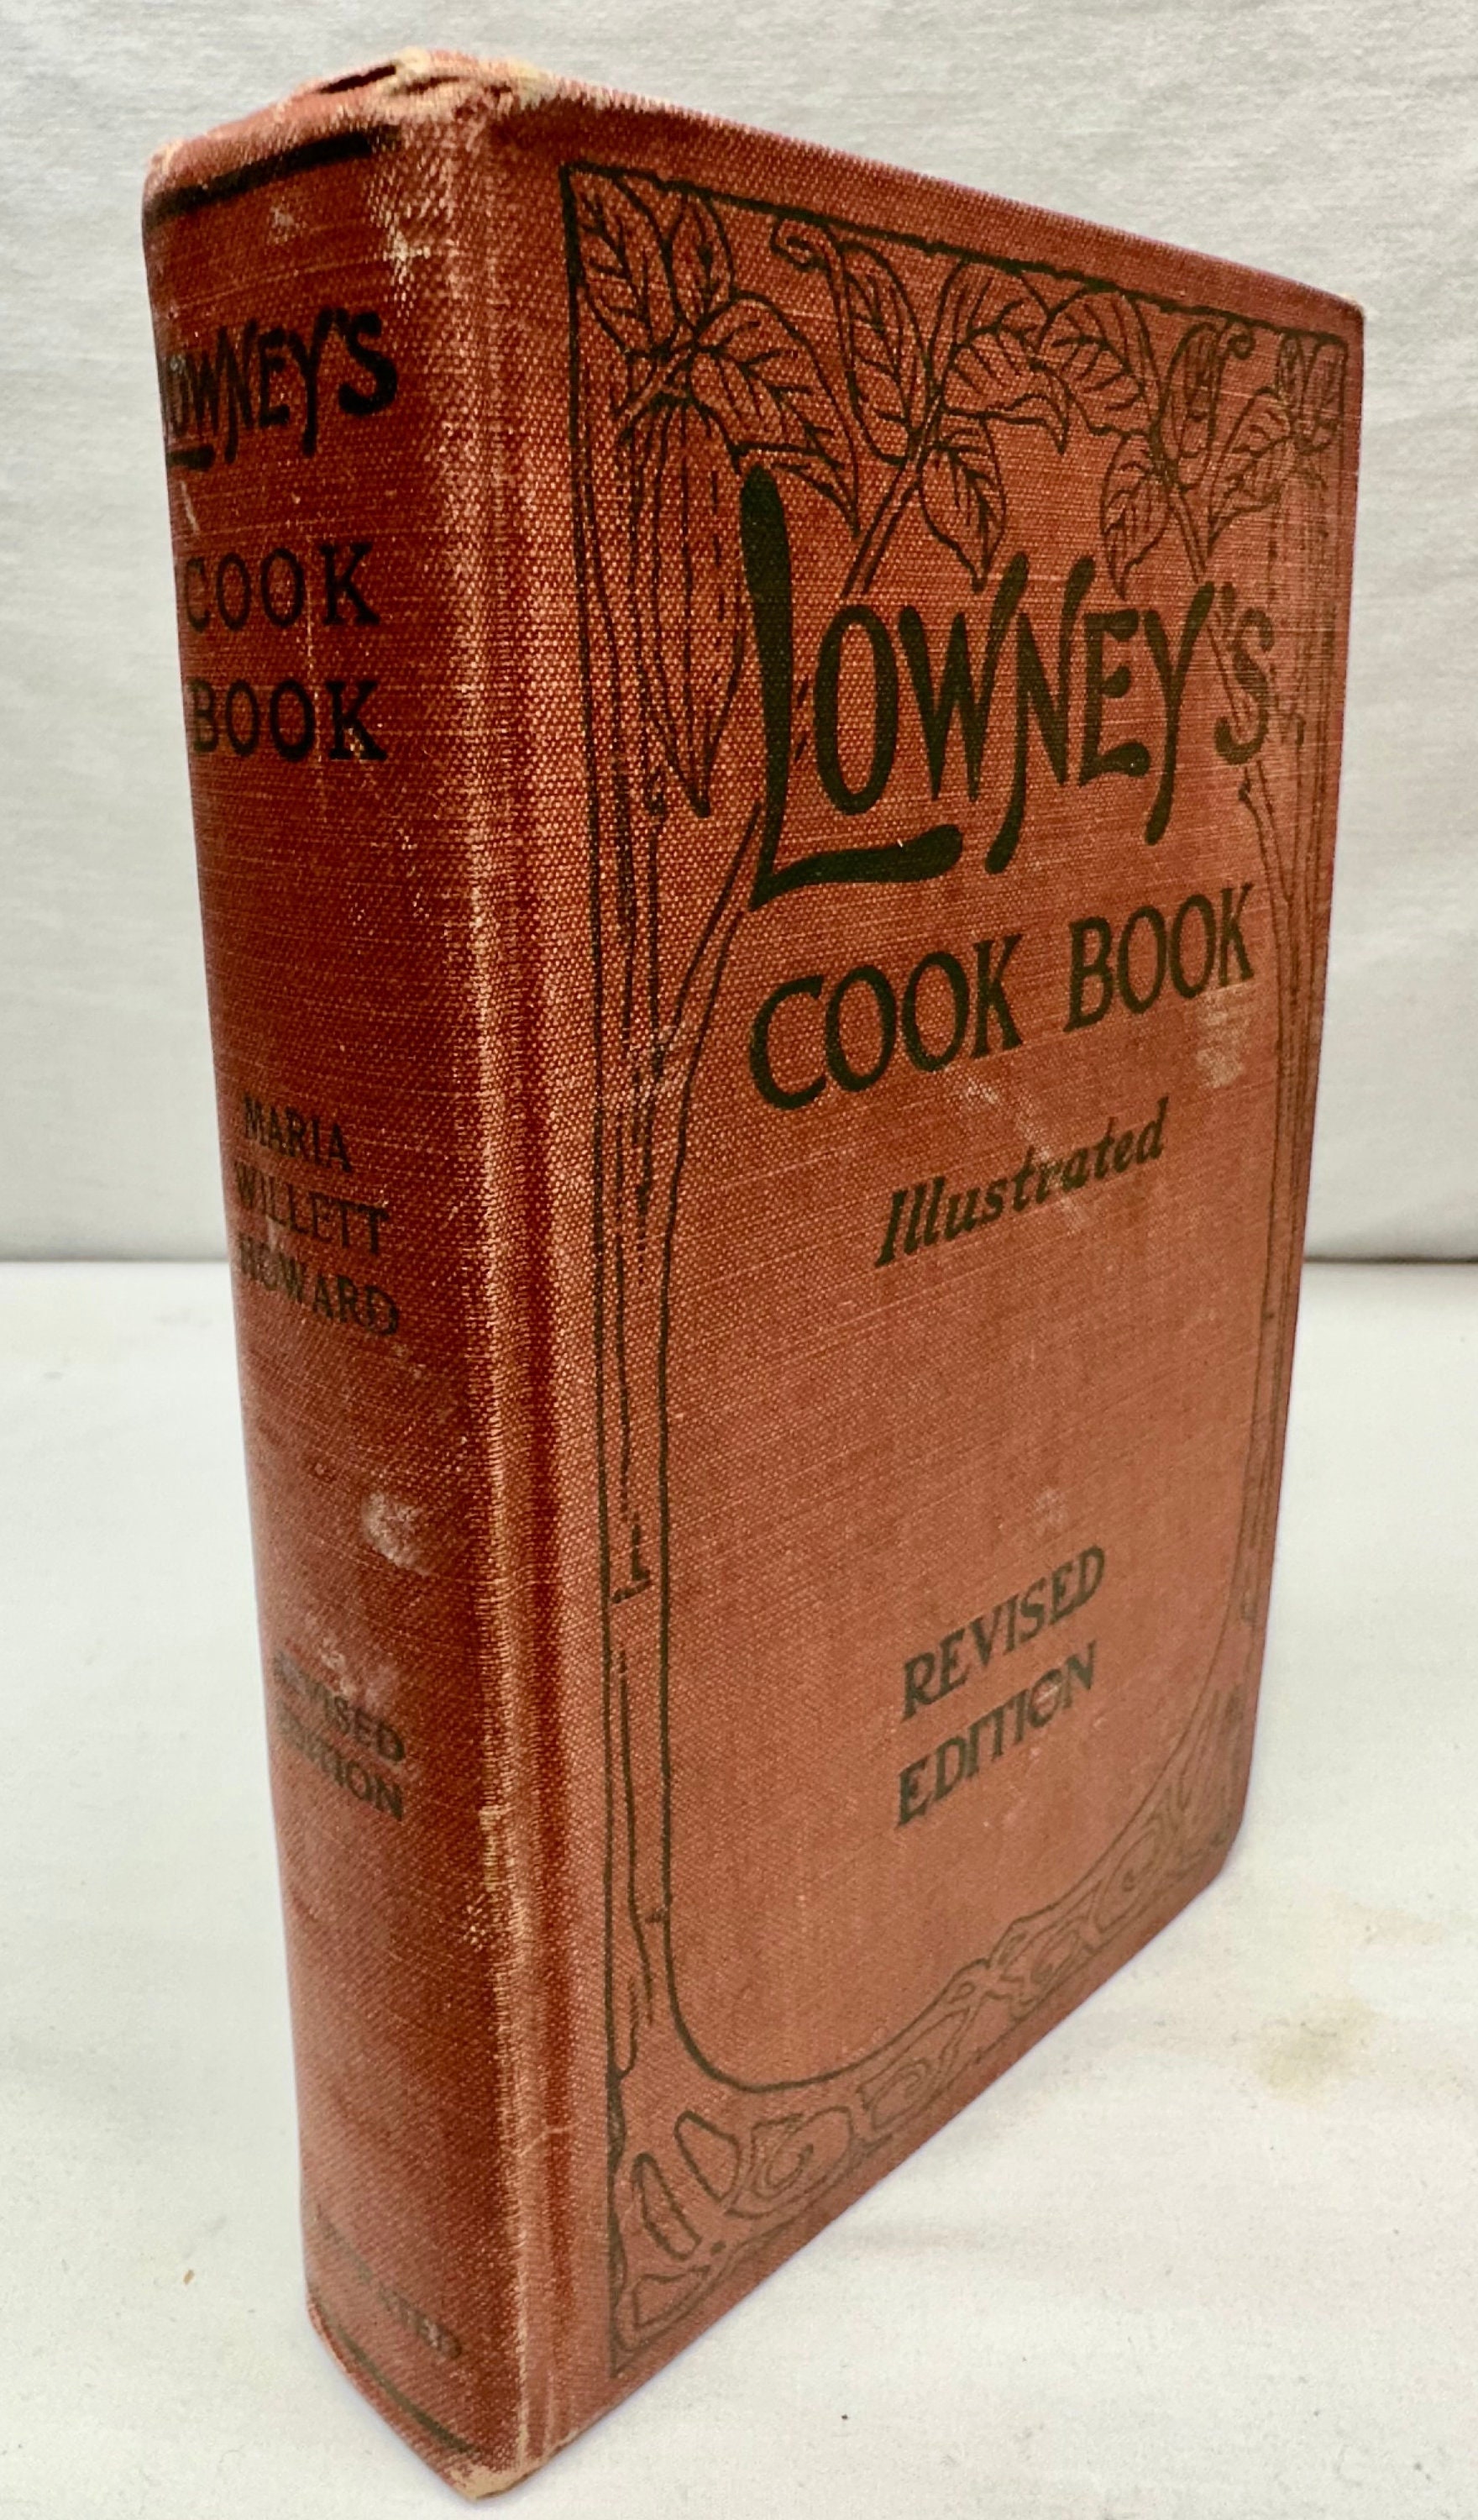 LOWNEY'S
COOK
BOOK
MARIA
WILLETT
HOWARD
REVISED
EDITION
LOWNEY'S
COOK BOOK
Illustrated
REVISED
EDITION